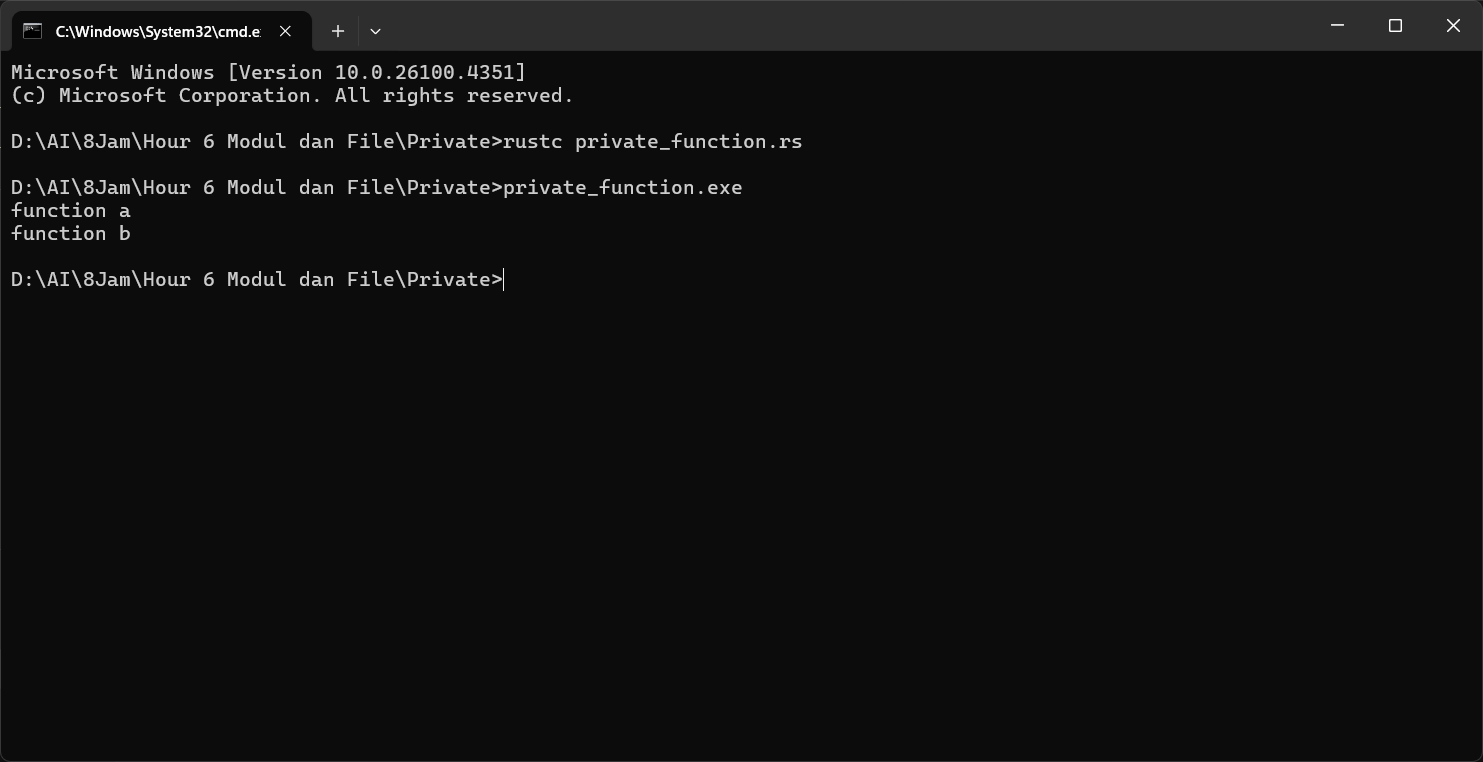 C:\Windows\System32\cmd.e
Microsoft Windows [Version 10.0.26100.4351]
(c) Microsoft Corporation. All rights reserved.
D:\AI\8Jam\Hour 6 Modul dan File\Private>rustc private_function.rs
D:\AI\8Jam\Hour 6 Modul dan File\Private>private_function.exe
function a
function b
D:\AI\8Jam\Hour 6 Modul dan File\Private>